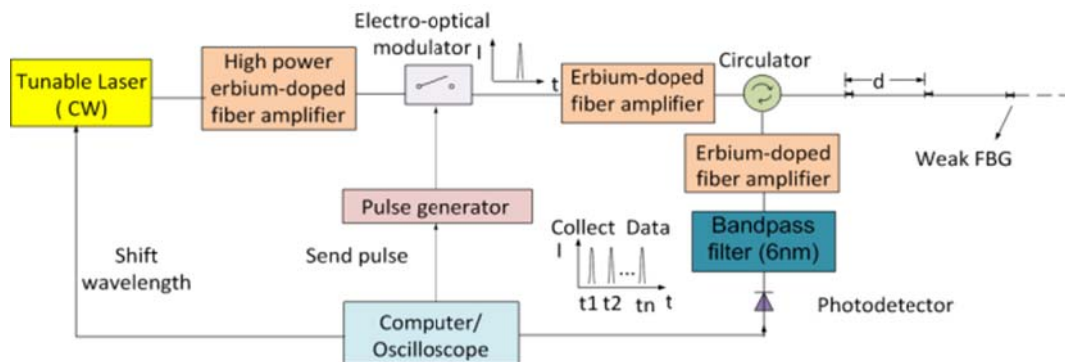 Electro-optical
modulator
Tunable Laser
( CW)
High power
erbium-doped
fiber amplifier
I
t
Erbium-doped
fiber amplifier
Circulator
d
Weak FBG
Erbium-doped
fiber amplifier
Pulse generator
Bandpass
filter (6nm)
Collect Data
I
t1 t2 ... tn t
Shift
wavelength
Send pulse
Photodetector
Computer/
Oscilloscope